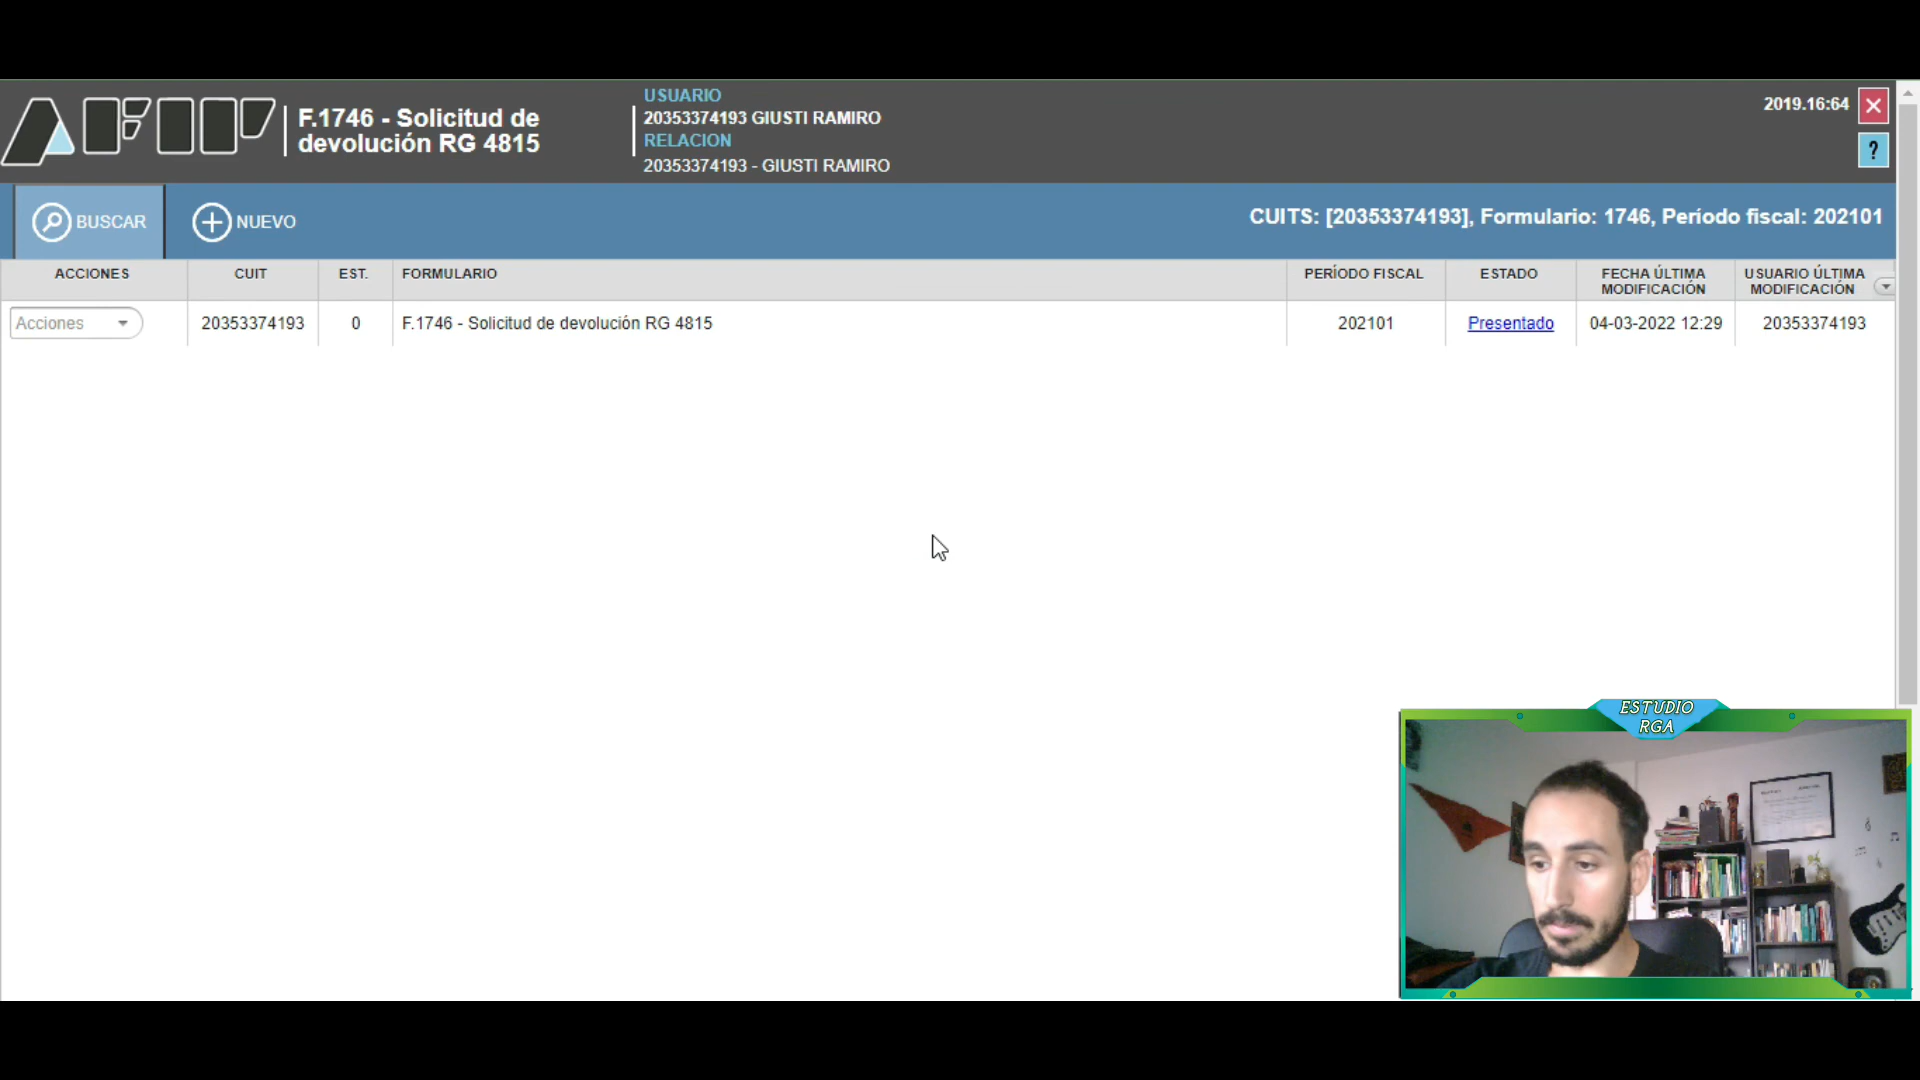 AFIP
F.1746 - Solicitud de
devolución RG 4815
USUARIO
20353374193 GIUSTI RAMIRO
RELACION
20353374193 - GIUSTI RAMIRO
2019.16:64
?
BUSCAR
NUEVO
CUITS: [20353374193], Formulario: 1746, Período fiscal: 202101
ACCIONES
CUIT
EST.
FORMULARIO
PERÍODO FISCAL
ESTADO
FECHA ÚLTIMA
MODIFICACIÓN
USUARIO ÚLTIMA
MODIFICACIÓN
Acciones
20353374193
0
F.1746 - Solicitud de devolución RG 4815
202101
Presentado
04-03-2022 12:29
20353374193
ESTUDIO
RGA